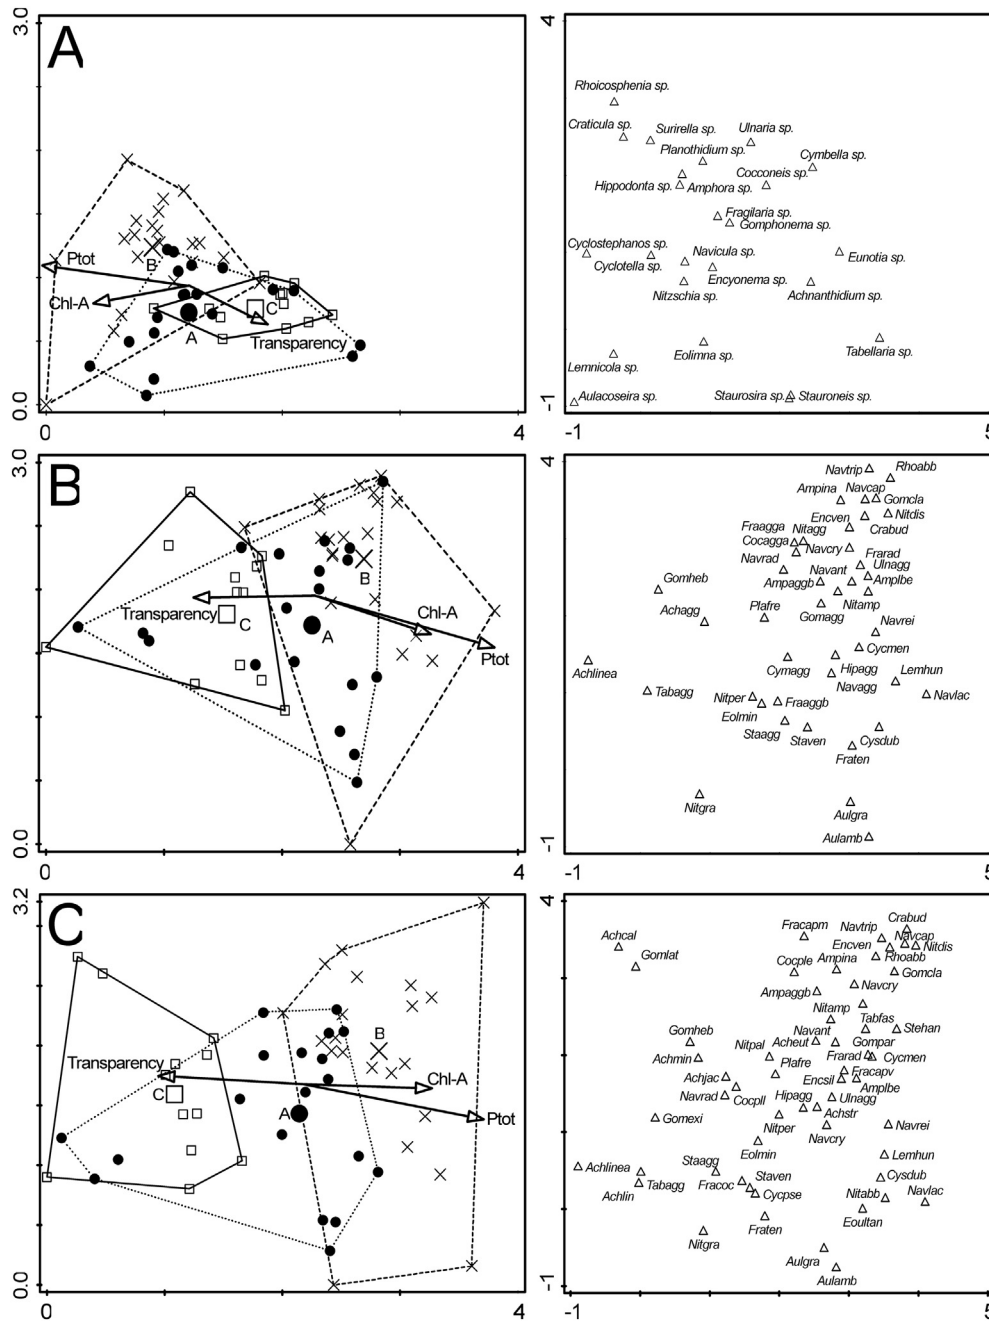 A
3.0
0.0
0
4
Ptot
Chl-A
Transparency
A
B
C
4
-1
-1
5
Rhoicosphenia sp.
Craticula sp.
Surirella sp.
Ulnaria sp.
Planothidium sp.
Cymbella sp.
Cocconeis sp.
Hippodonta sp.
Amphora sp.
Fragilaria sp.
Gomphonema sp.
Cyclostephanos sp.
Navicula sp.
Eunotia sp.
Cyclotella sp.
Encyonema sp.
Nitzschia sp.
Achnanthidium sp.
Tabellaria sp.
Eolimna sp.
Lemnicola sp.
Aulacoseira sp.
Staurosira sp.
Stauroneis sp.
B
3.0
0.0
0
4
Transparency
Chl-A
Ptot
A
B
C
4
-1
-1
5
Navtrip
Rhoabb
Ampina
Navcap
Gomcla
Encven
Nitdis
Fraagga
Nitagg
Crabud
Cocagga
Navcry
Frarad
Navrad
Ulnagg
Navant
Gomheb
Ampaggb
Amplbe
Plafre
Nitamp
Achagg
Gomagg
Navrei
Cycmen
Achlinea
Cymagg
Hipagg
Lemhun
Tabagg
Navagg
Navlac
Nitper
Fraaggb
Eolmin
Staagg
Staven
Cysdub
Fraten
Nitgra
Aulgra
Aulamb
C
3.2
0.0
0
4
Transparency
Chl-A
Ptot
A
B
C
4
-1
-1
5
Crabud
Fracapm
Navtrip
Navcap
Achcal
Encven
Nitdis
Gomlat
Rhoabb
Cocple
Ampina
Gomcla
Navcry
Ampaggb
Nitamp
Tabfas
Gomheb
Navant
Stehan
Nitpal
Acheut
Gompar
Achmin
Frarad
Cycmen
Plafre
Fracapv
Achjac
Encsil
Amplbe
Navrad
Cocpll
Hipagg
Ulnagg
Gomexi
Achstr
Nitper
Navrei
Navcry
Eolmin
Lemhun
Achlinea
Staagg
Staven
Cysdub
Achlin
Tabagg
Fracoc
Cycpse
Nitabb
Navlac
Eoultan
Fraten
Nitgra
Aulgra
Aulamb